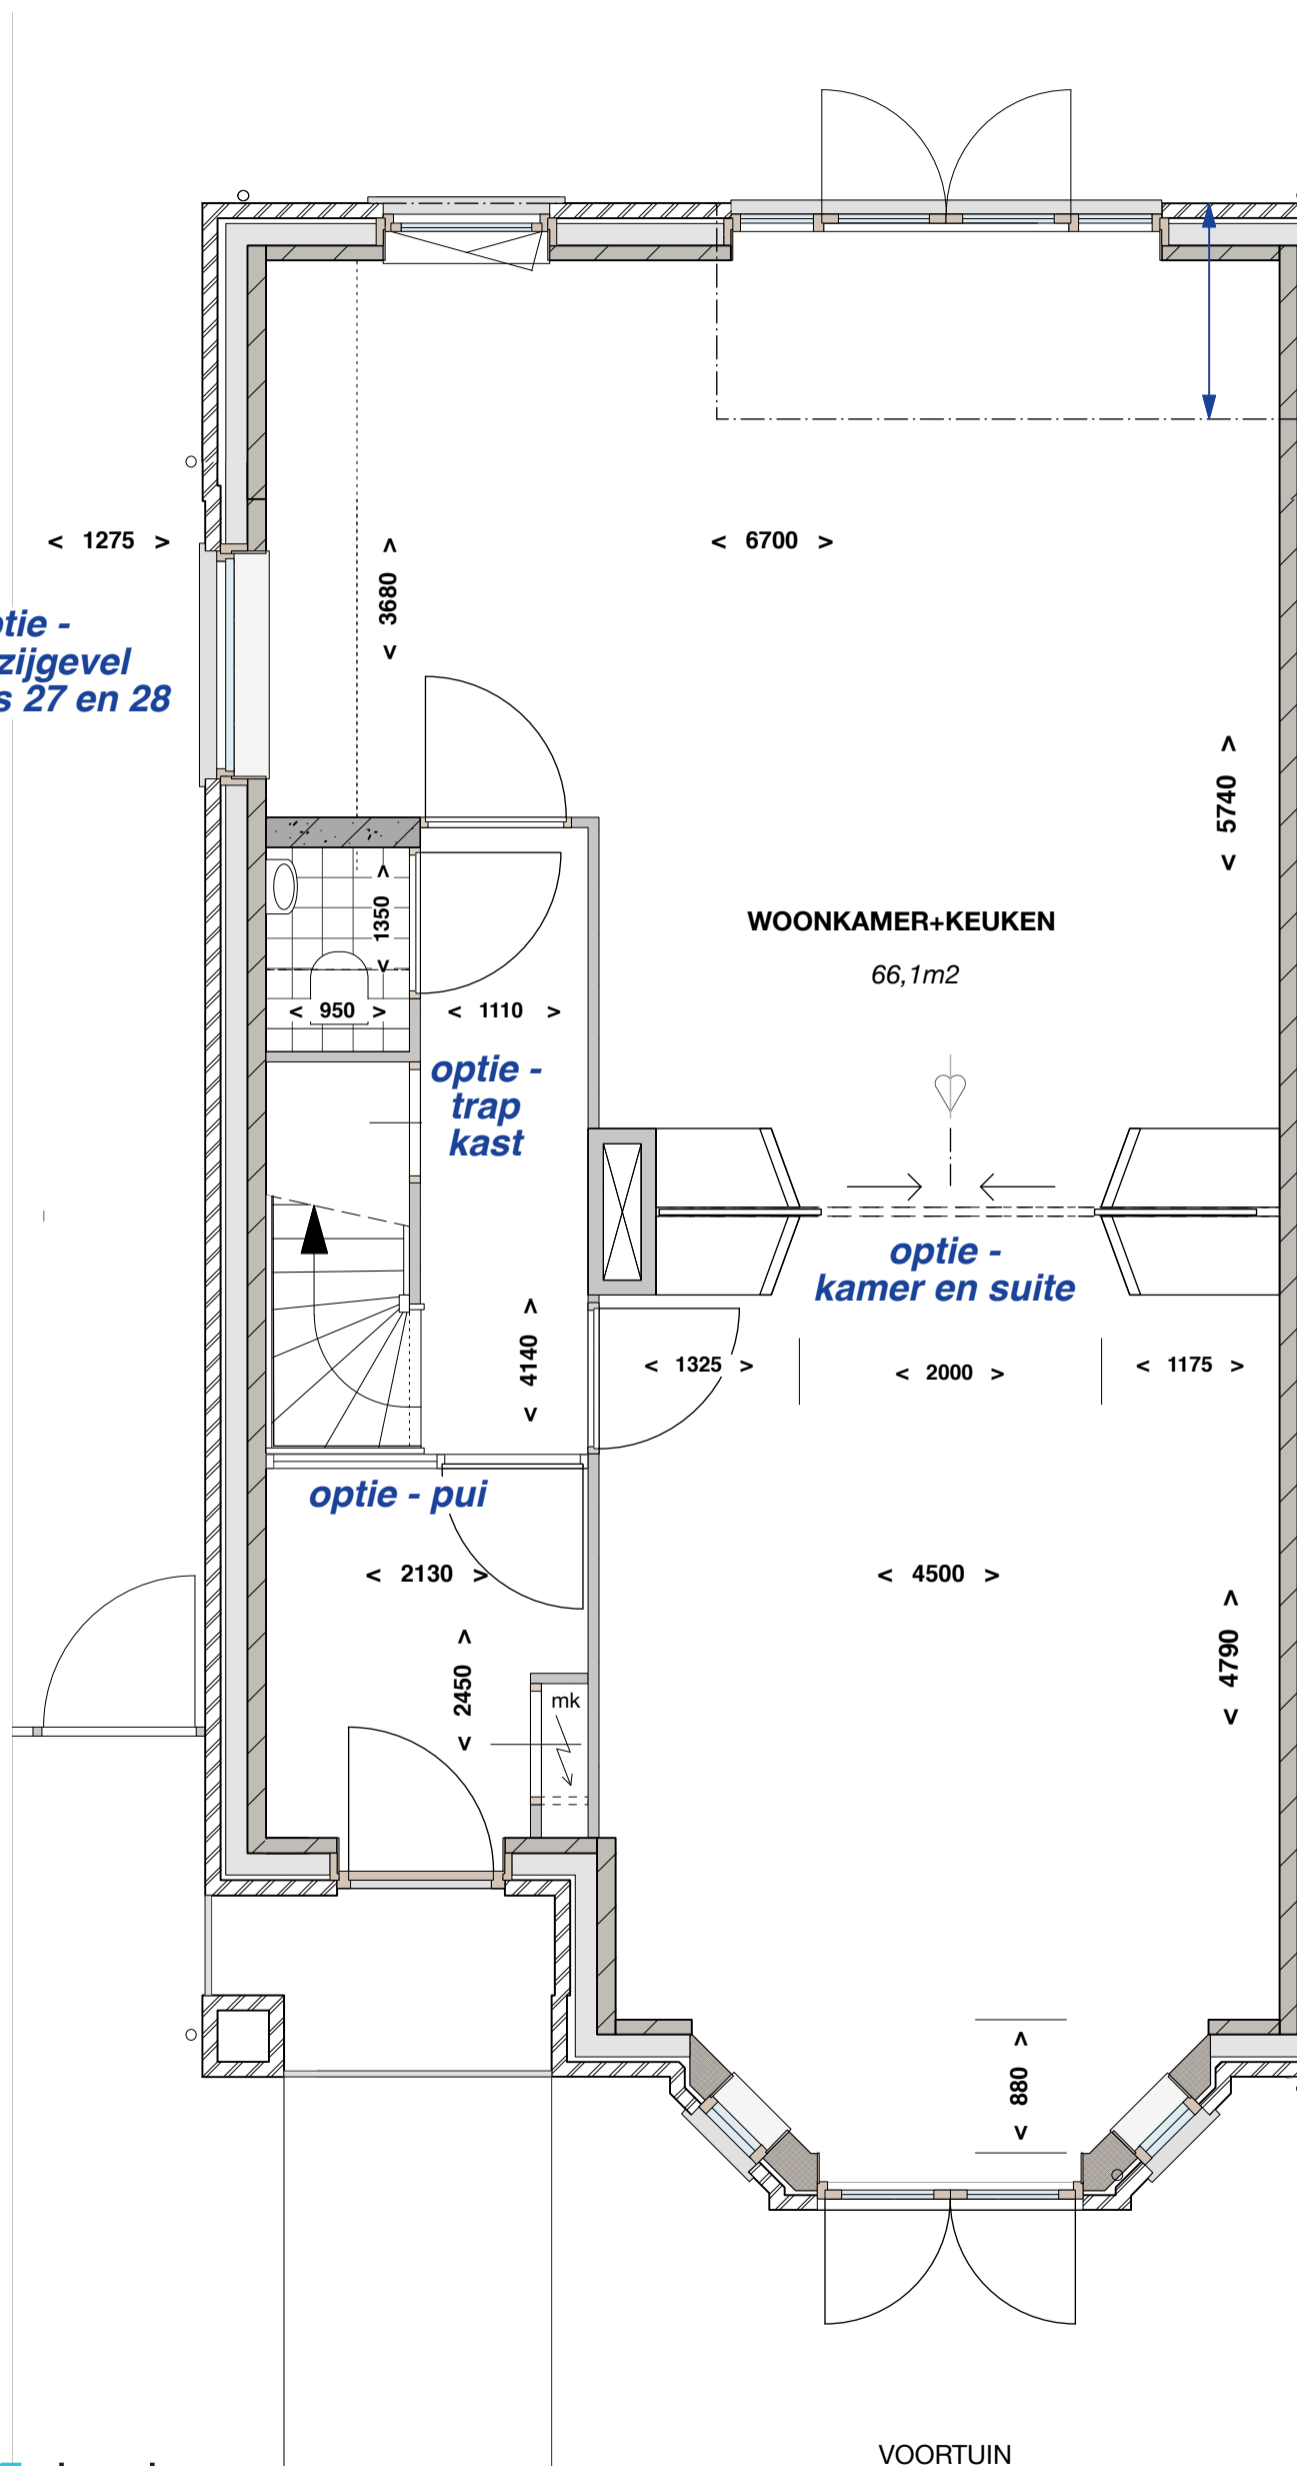 < 1275 >
< 3680 >
< 6700 >
zijgevel
27 en 28
< 5740 >
WOONKAMER+KEUKEN
66,1m2
< 1350 >
< 950 >
< 1110 >
optie -
trap
kast
optie -
kamer en suite
< 4140 >
< 1325 >
< 2000 >
< 1175 >
optie - pui
< 2130 >
< 4500 >
< 2450 >
< 4790 >
mk
< 880 >
VOORTUIN